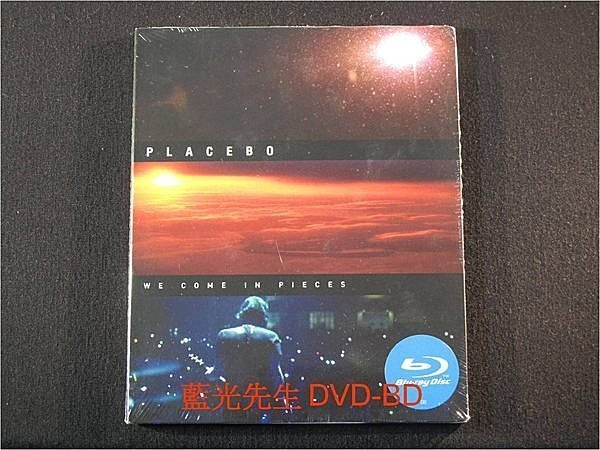 PLACEBO
WE COME IN PIECES
Blu-ray Disc
藍光先生 DVD-BD